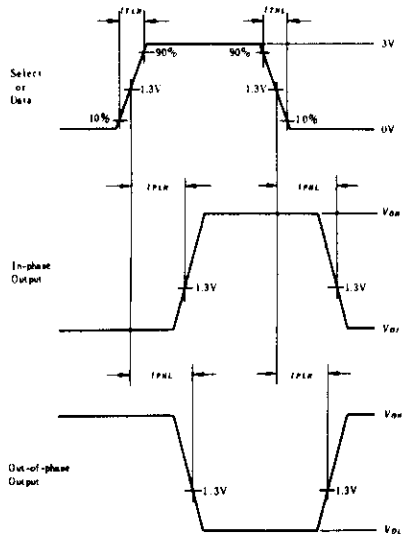 tTLH
tTHL
3V
90%
90%
Select
or
Data
1.3V
1.3V
10%
10%
0V
tPLH
tPHL
VOH
In-phase
Output
1.3V
1.3V
VOL
tPHL
tPLH
VOH
Out-of-phase
Output
1.3V
1.3V
VOL